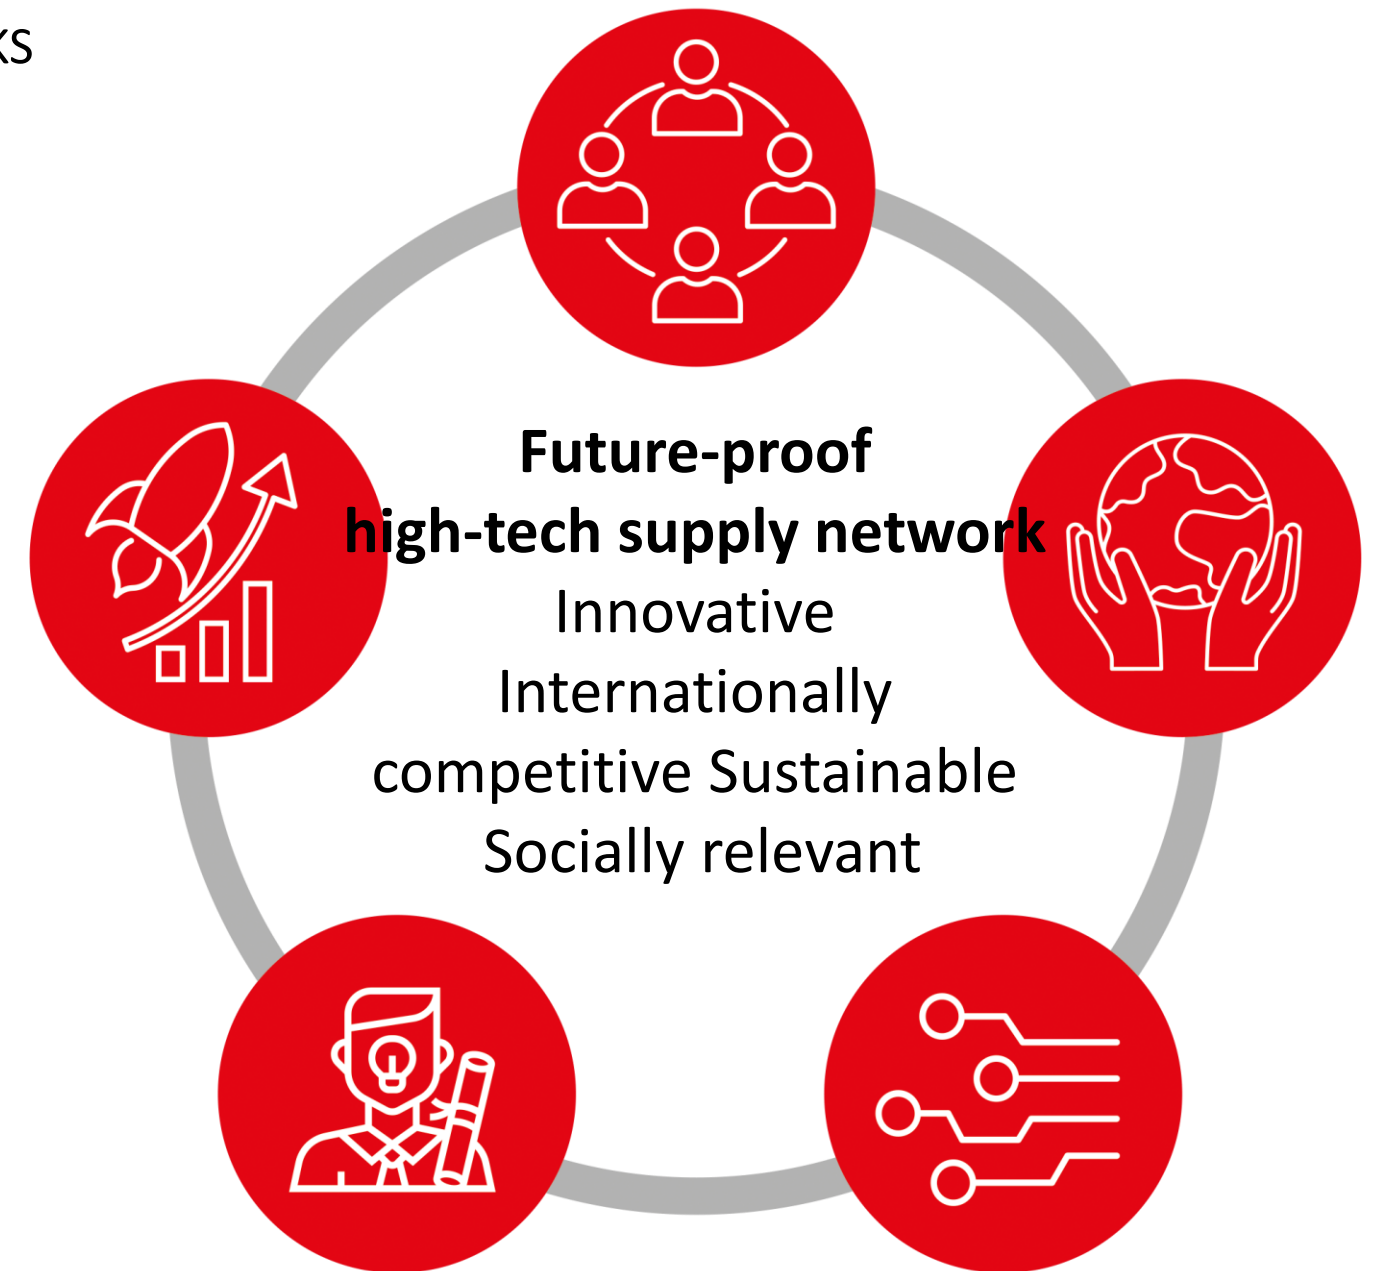 Future-proof
high-tech supply network
Innovative
Internationally
competitive Sustainable
Socially relevant